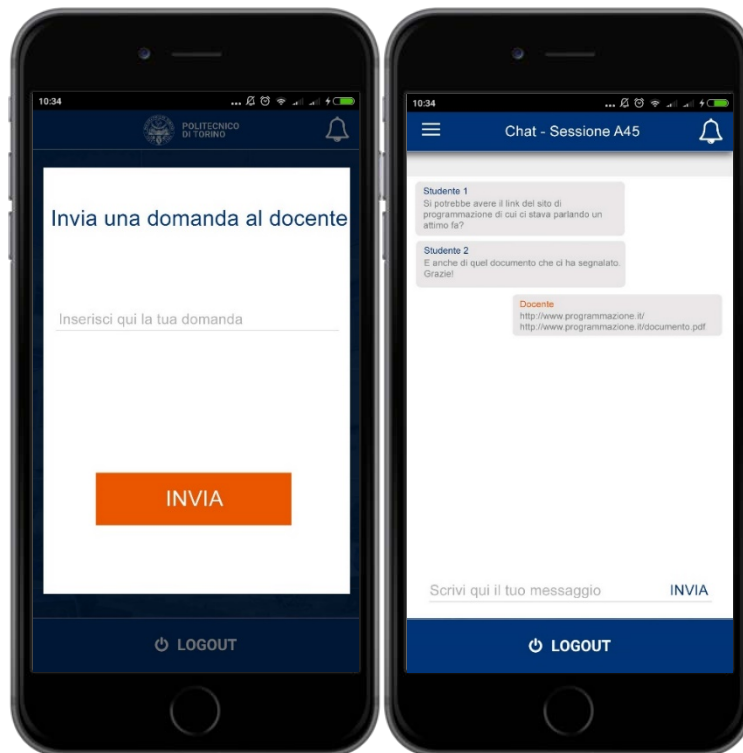 10:34
POLITECNICO
DI TORINO
Invia una domanda al docente
Inserisci qui la tua domanda
INVIA
LOGOUT
10:34
Chat - Sessione A45
Studente 1
Si potrebbe avere il link del sito di
programmazione di cui ci stava parlando un
attimo fa?
Studente 2
E anche di quel documento che ci ha segnalato.
Grazie!
Docente
http://www.programmazione.it/
http://www.programmazione.it/documento.pdf
Scrivi qui il tuo messaggio
INVIA
LOGOUT